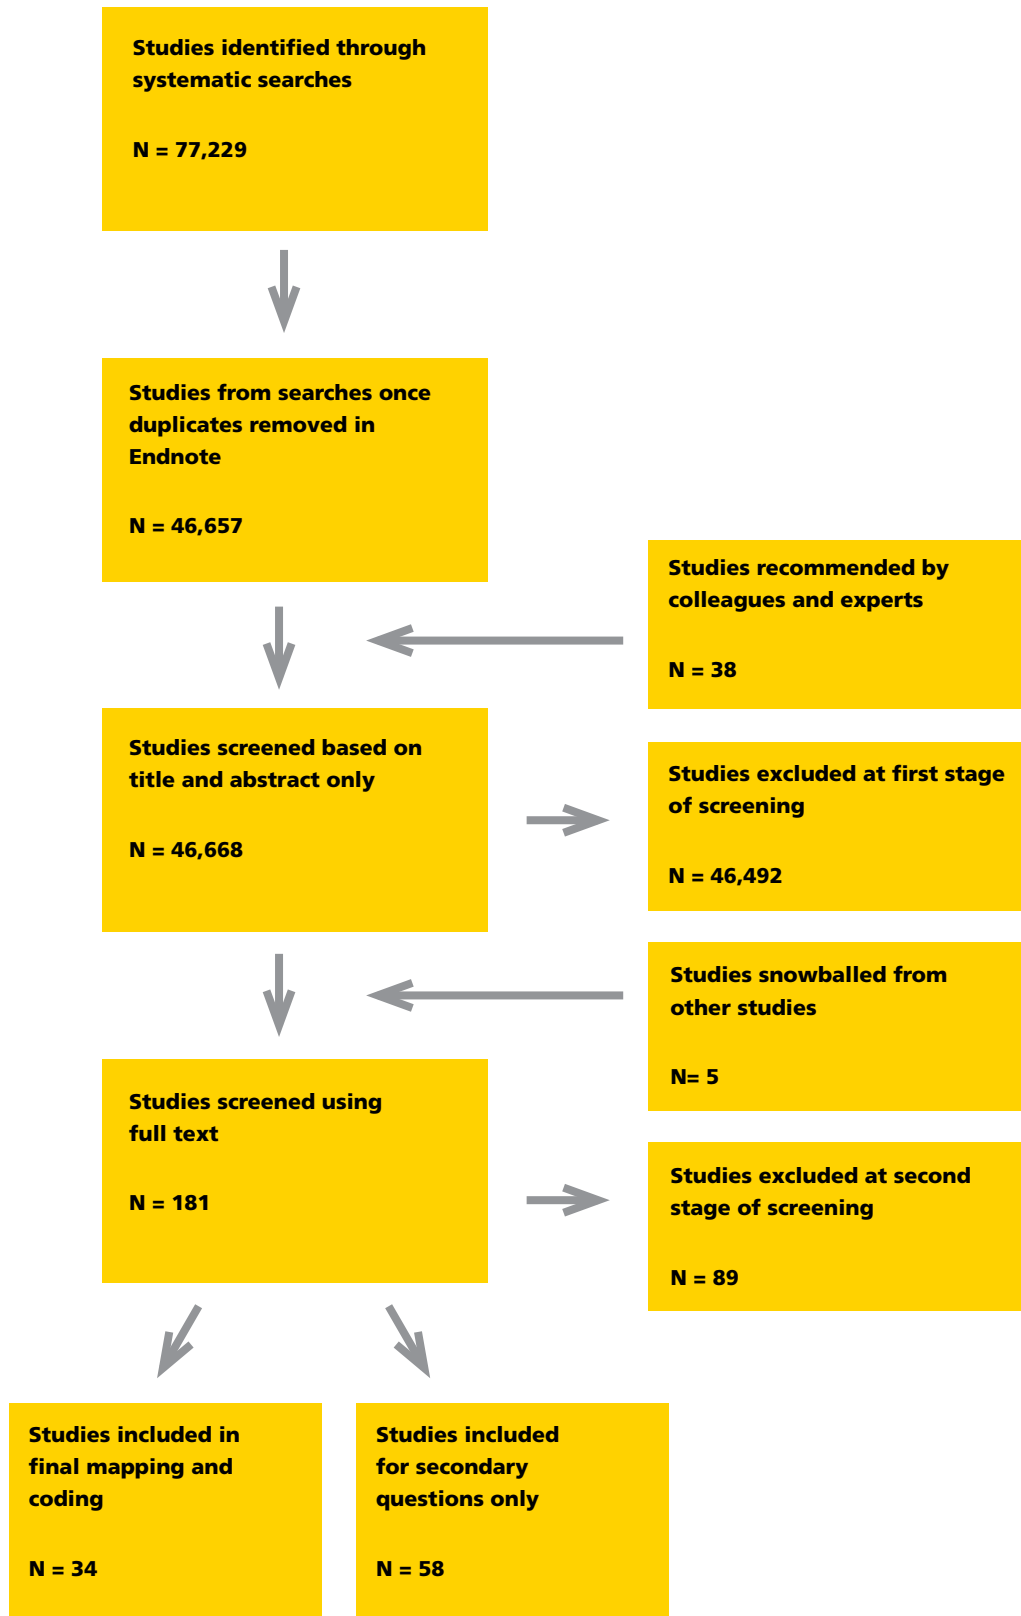 Studies identified through
systematic searches
N = 77,229
Studies from searches once
duplicates removed in
Endnote
N = 46,657
Studies recommended by
colleagues and experts
N = 38
Studies screened based on
title and abstract only
N = 46,668
Studies excluded at first stage
of screening
N = 46,492
Studies snowballed from
other studies
N= 5
Studies screened using
full text
N = 181
Studies excluded at second
stage of screening
N = 89
Studies included in
final mapping and
coding
N = 34
Studies included
for secondary
questions only
N = 58